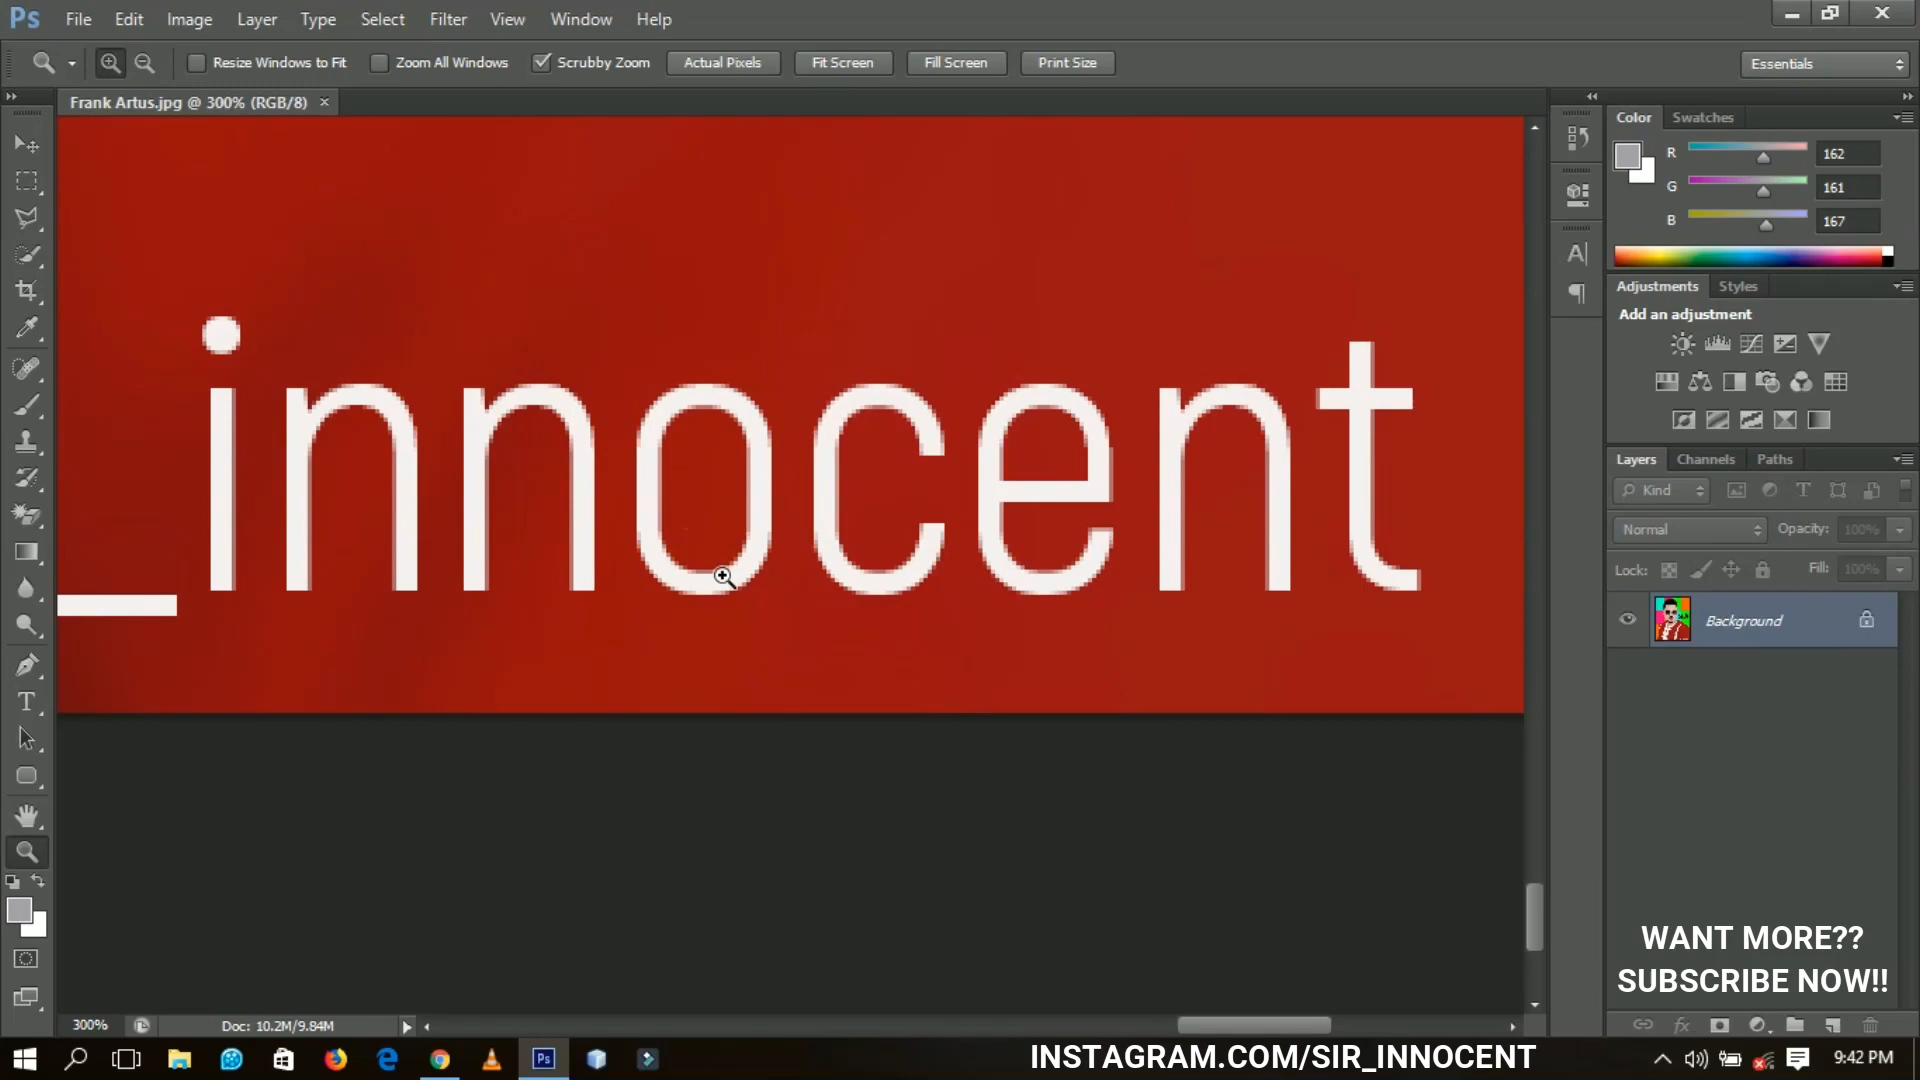 Ps File Edit Image Layer Type Select Filter View Window Help
Resize Windows to Fit Zoom All Windows Scrubby Zoom Actual Pixels Fit Screen Fill Screen Print Size Essentials
Frank Artus.jpg @ 300% (RGB/8) ×
Color Swatches
R 162
G 161
B 167
Adjustments Styles
Add an adjustment
_innocent
Layers Channels Paths
Kind
Normal Opacity: 100%
Lock: Fill: 100%
Background
WANT MORE??
SUBSCRIBE NOW!!
300% Doc: 10.2M/9.84M
INSTAGRAM.COM/SIR_INNOCENT
9:42 PM